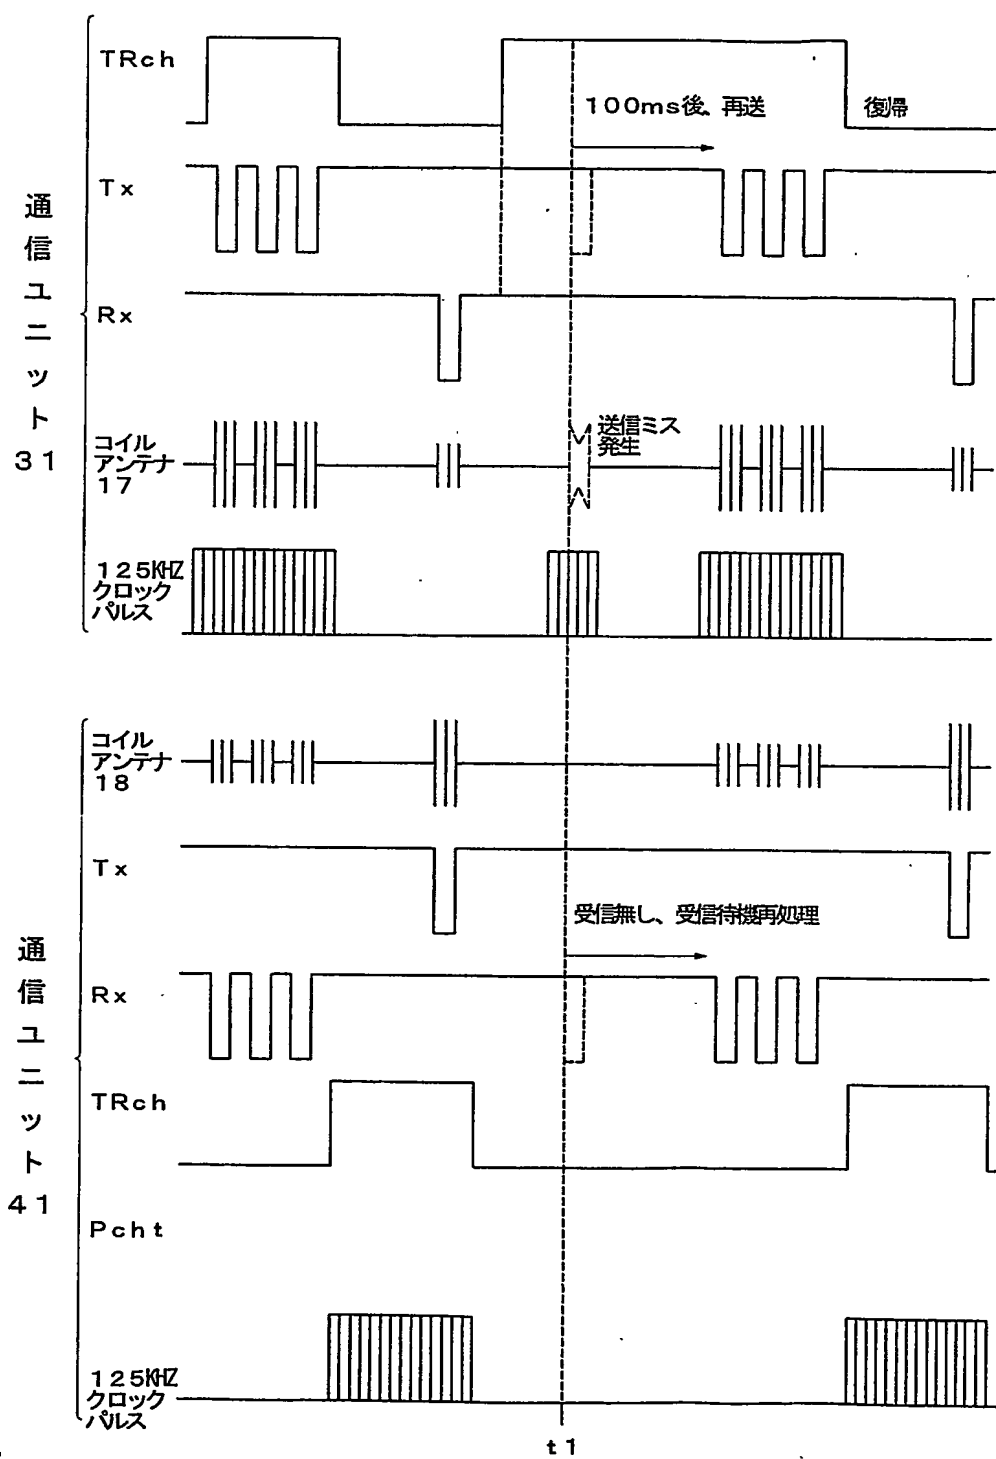 通信ユニット31
TRch
100ms後、再送
復帰
Tx
Rx
コイル
アンテナ
17
送信ミス
発生
125KHZ
クロック
パルス
通信ユニット41
コイル
アンテナ
18
Tx
受信無し、受信待機再処理
Rx
TRch
Pcht
125KHZ
クロック
パルス
t1